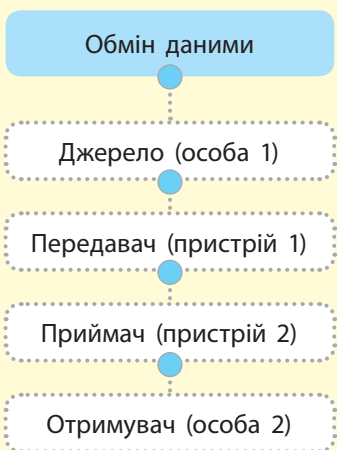 Обмін даними
Джерело (особа 1)
Передавач (пристрій 1)
Приймач (пристрій 2)
Отримувач (особа 2)